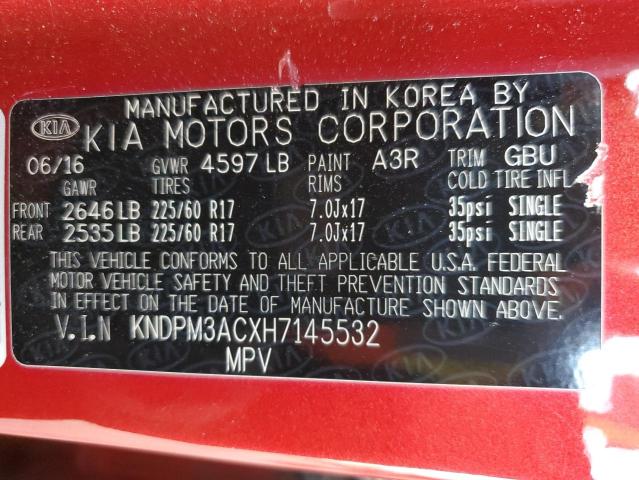 MANUFACTURED IN KOREA BY
KIA KIA MOTORS CORPORATION
06/16 GVWR 4597 LB PAINT A3R TRIM GBU
GAWR TIRES RIMS COLD TIRE INFL
FRONT 2646 LB 225/60 R17 7.0Jx17 35psi SINGLE
REAR 2535 LB 225/60 R17 7.0Jx17 35psi SINGLE
THIS VEHICLE CONFORMS TO ALL APPLICABLE U.S.A. FEDERAL
MOTOR VEHICLE SAFETY AND THEFT PREVENTION STANDARDS
IN EFFECT ON THE DATE OF MANUFACTURE SHOWN ABOVE.
V.I.N KNDPM3ACXH7145532
MPV